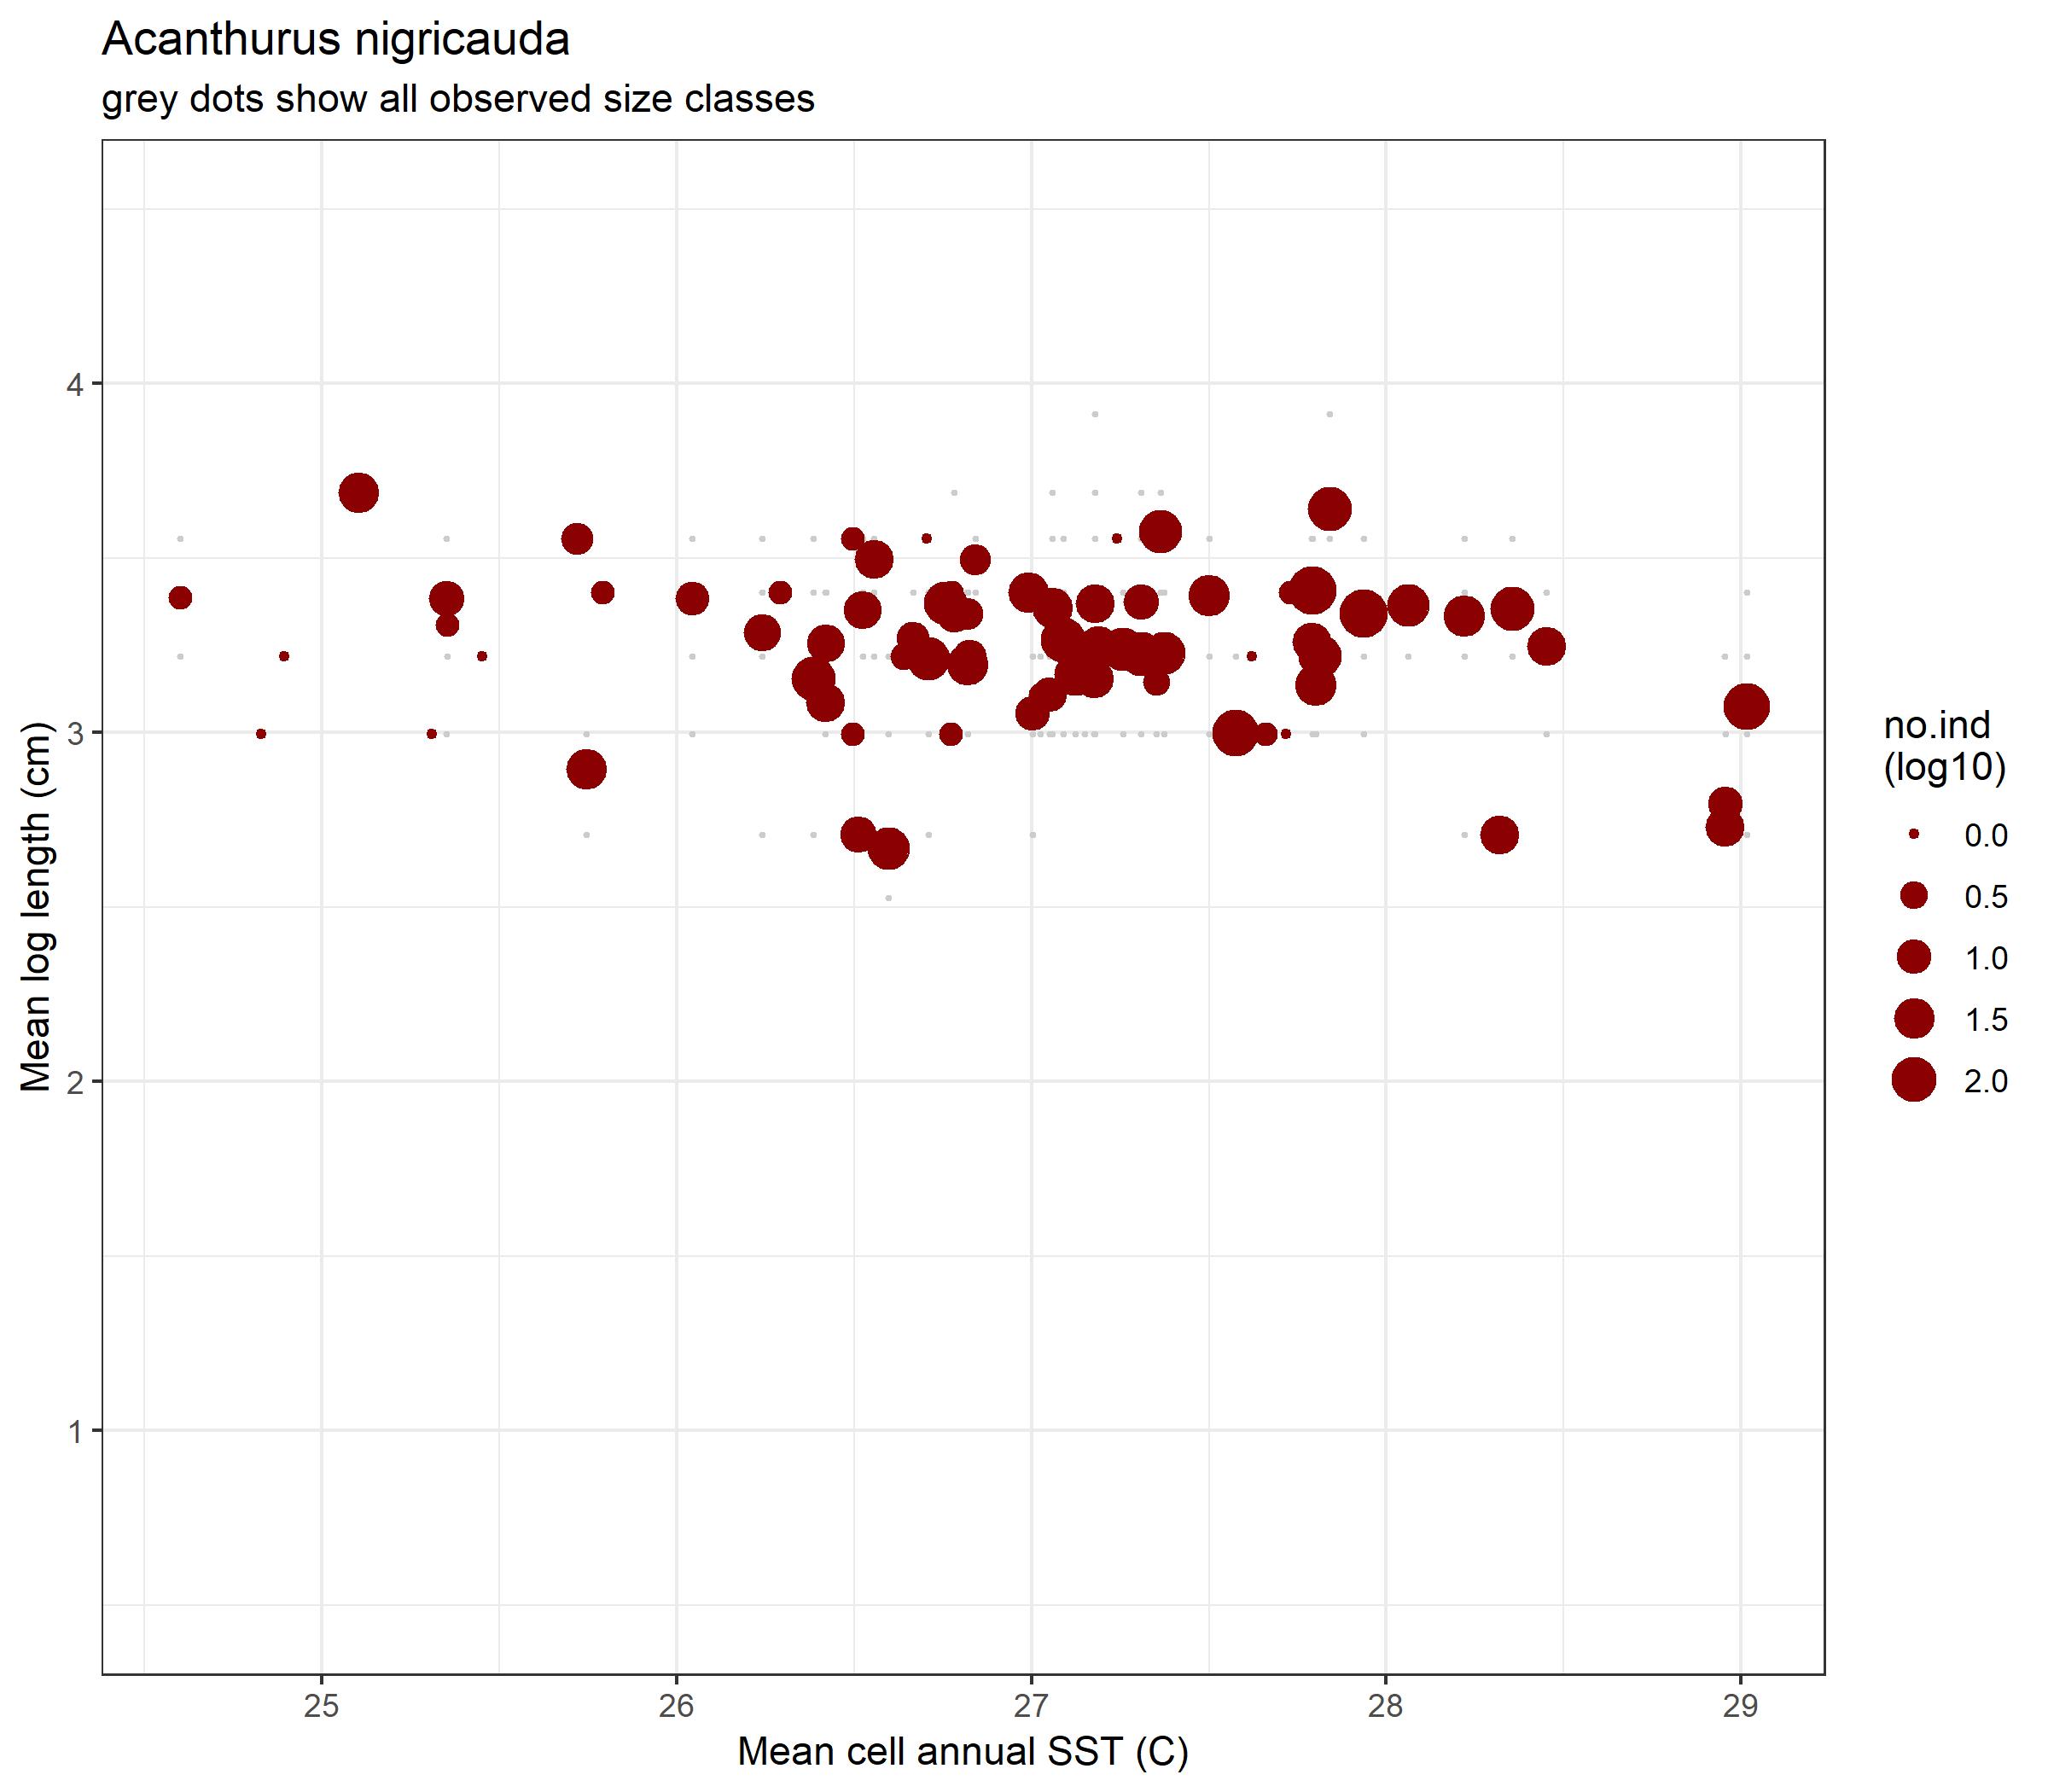 Acanthurus nigricauda
grey dots show all observed size classes
Mean log length (cm)
4
3
2
1
25
26
27
28
29
Mean cell annual SST (C)
no.ind
(log10)
0.0
0.5
1.0
1.5
2.0